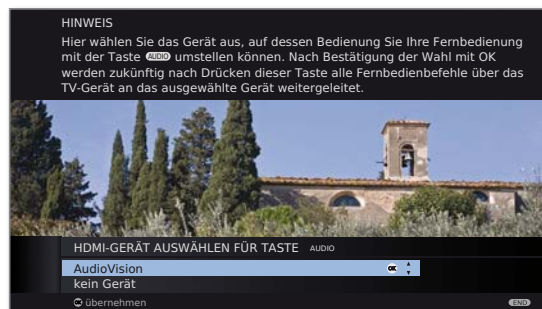 HINWEIS
Hier wählen Sie das Gerät aus, auf dessen Bedienung Sie Ihre Fernbedienung
mit der Taste AUDIO umstellen können. Nach Bestätigung der Wahl mit OK
werden zukünftig nach Drücken dieser Taste alle Fernbedienbefehle über das
TV-Gerät an das ausgewählte Gerät weitergeleitet.
HDMI-GERÄT AUSWÄHLEN FÜR TASTE AUDIO
AudioVision OK
kein Gerät
OK übernehmen END